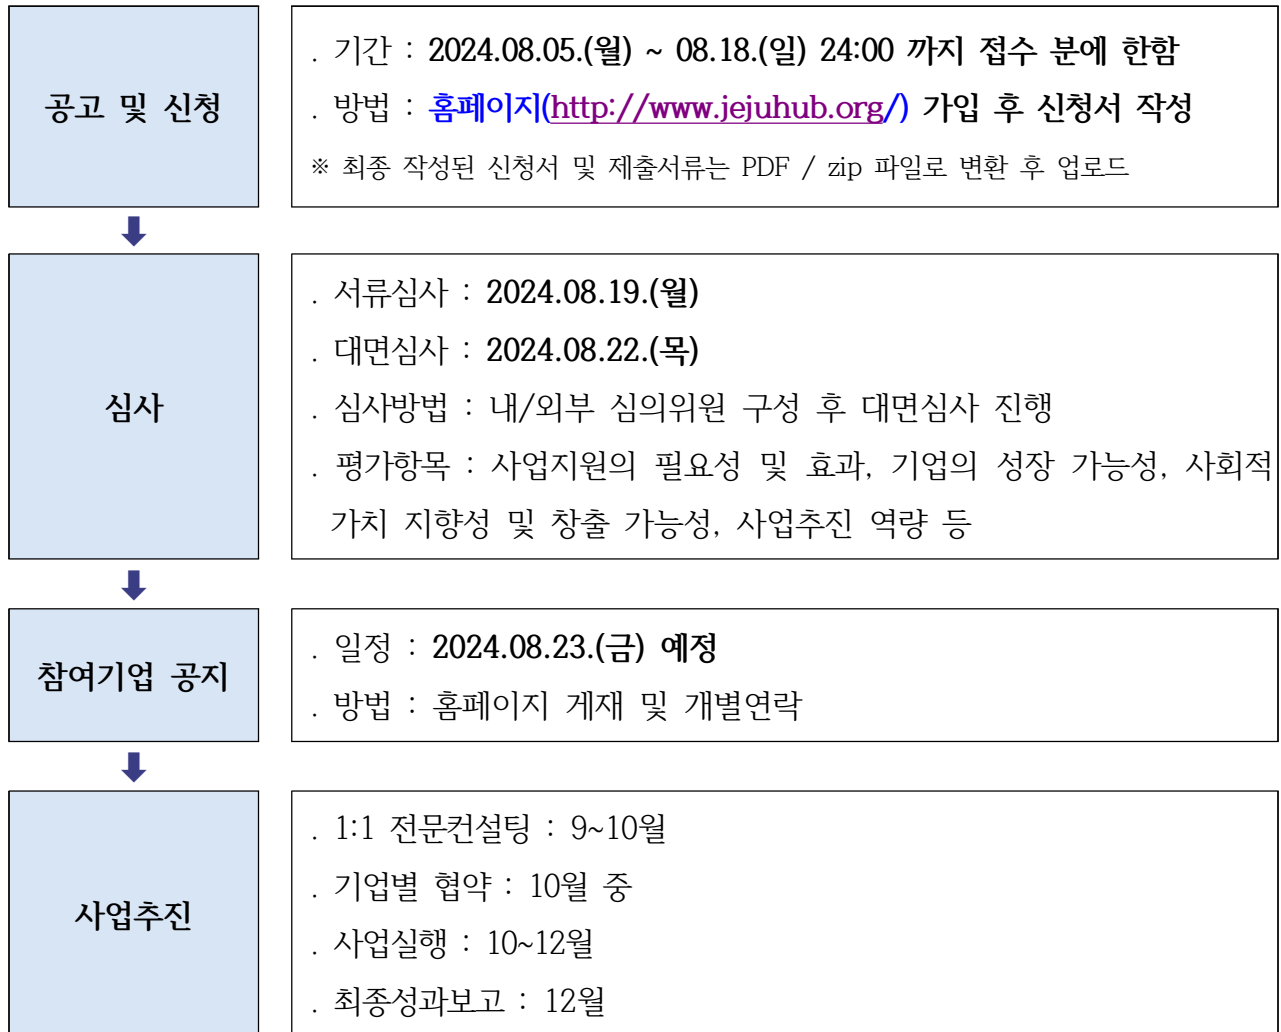 공고 및 신청
. 기간 : 2024.08.05.(월) ~ 08.18.(일) 24:00 까지 접수 분에 한함
. 방법 : 홈페이지(http://www.jejuhub.org/) 가입 후 신청서 작성
※ 최종 작성된 신청서 및 제출서류는 PDF / zip 파일로 변환 후 업로드
심사
. 서류심사 : 2024.08.19.(월)
. 대면심사 : 2024.08.22.(목)
. 심사방법 : 내/외부 심의위원 구성 후 대면심사 진행
. 평가항목 : 사업지원의 필요성 및 효과, 기업의 성장 가능성, 사회적
가치 지향성 및 창출 가능성, 사업추진 역량 등
참여기업 공지
. 일정 : 2024.08.23.(금) 예정
. 방법 : 홈페이지 게재 및 개별연락
사업추진
. 1:1 전문컨설팅 : 9~10월
. 기업별 협약 : 10월 중
. 사업실행 : 10~12월
. 최종성과보고 : 12월